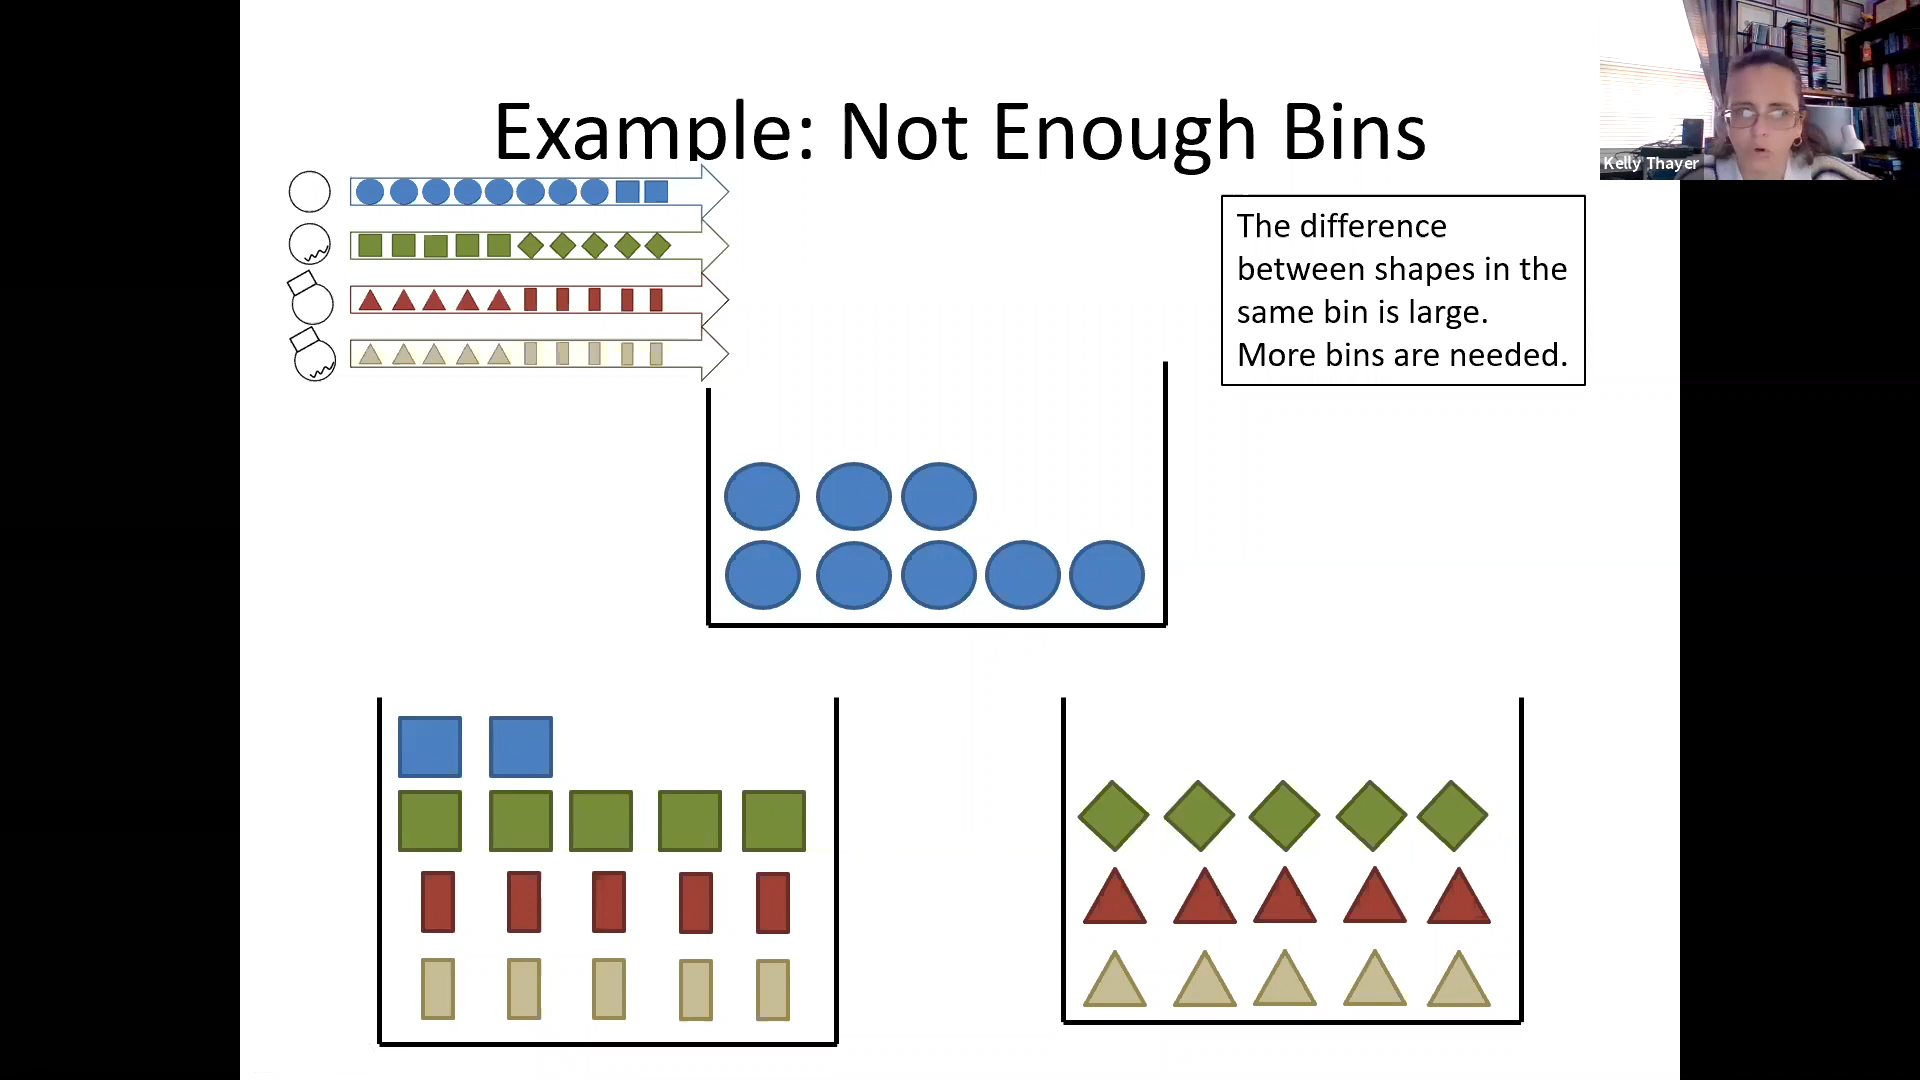 Example: Not Enough Bins
Kelly Thayer
The difference
between shapes in the
same bin is large.
More bins are needed.